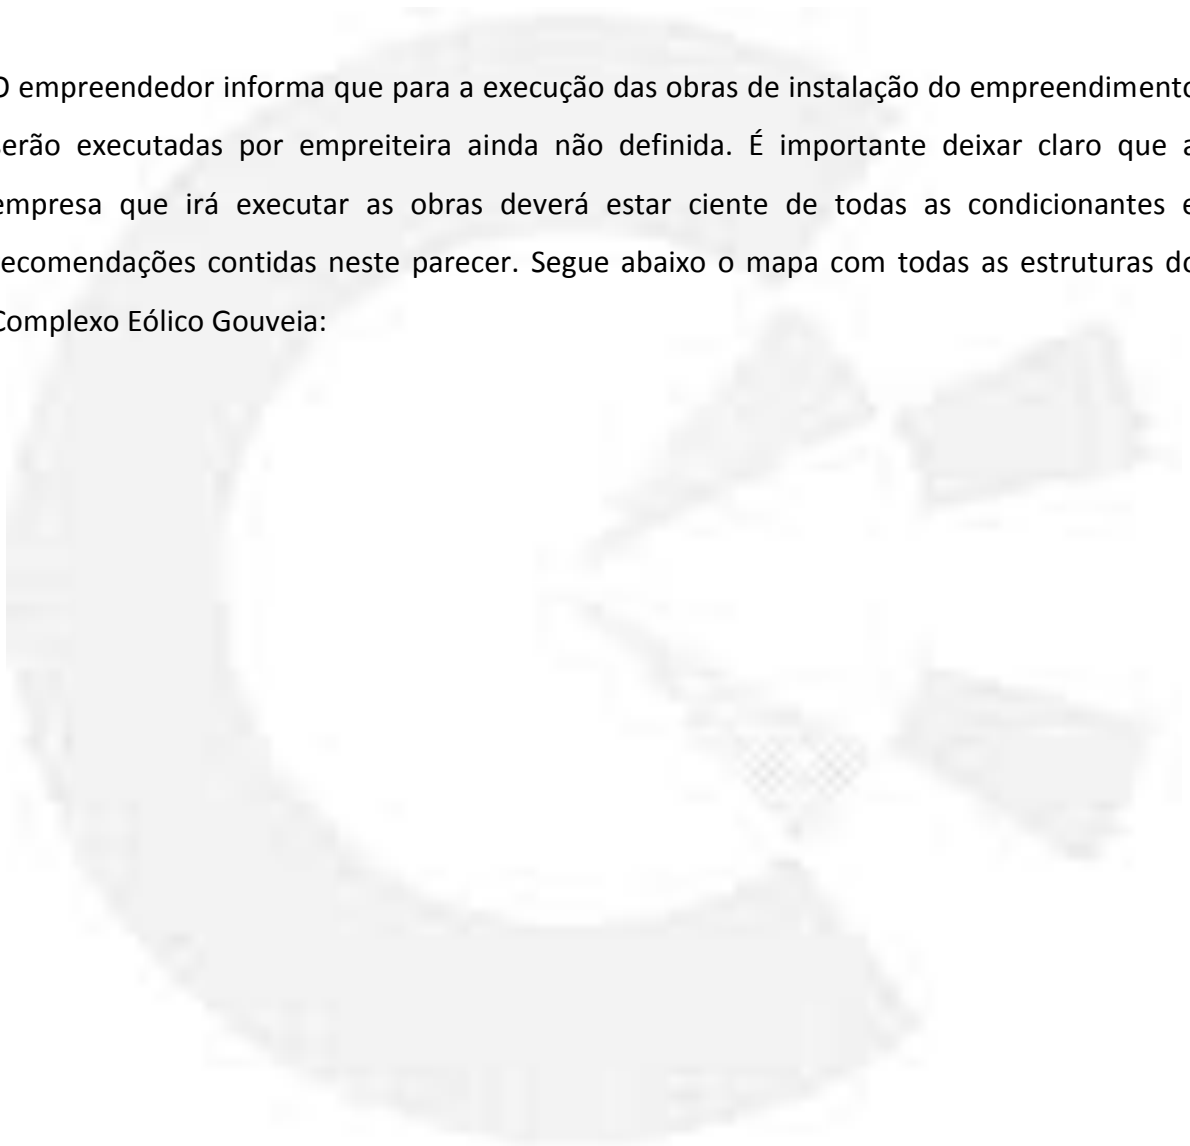 O empreendedor informa que para a execução das obras de instalação do empreendimento
serão executadas por empreiteira ainda não definida. É importante deixar claro que a
empresa que irá executar as obras deverá estar ciente de todas as condicionantes e
recomendações contidas neste parecer. Segue abaixo o mapa com todas as estruturas do
Complexo Eólico Gouveia: